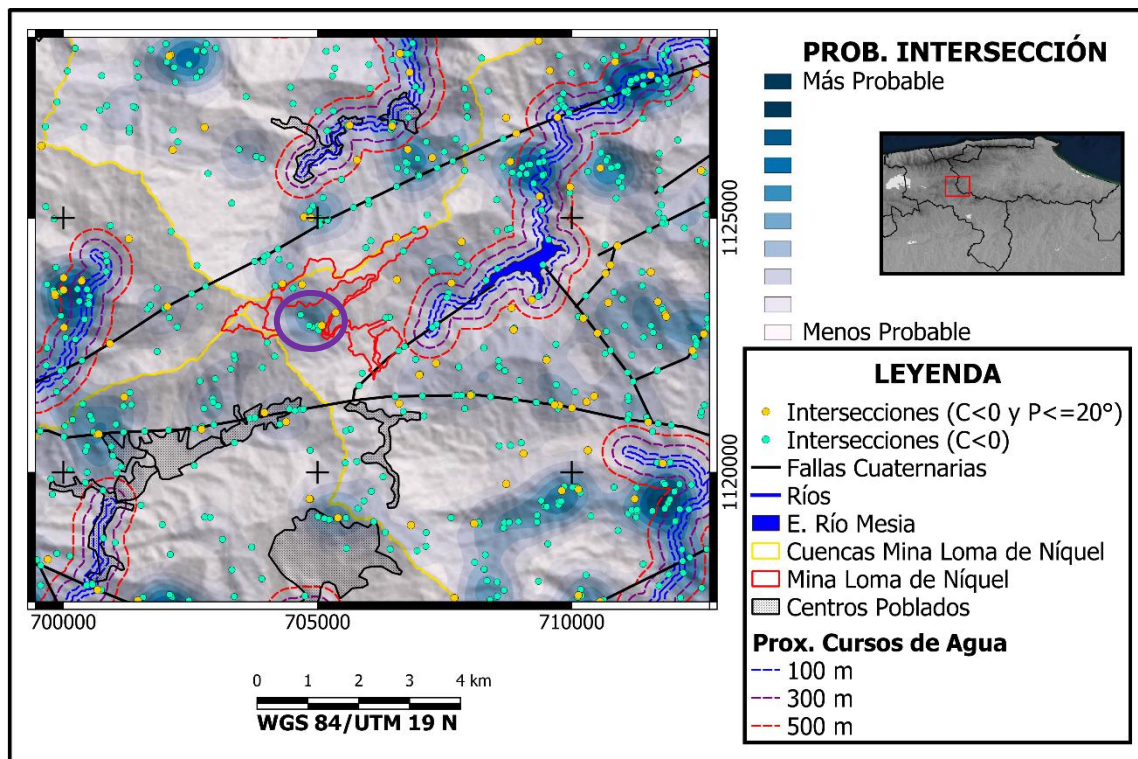 PROB. INTERSECCIÓN
Más Probable
Menos Probable
LEYENDA
Intersecciones (C<0 y P<=20°)
Intersecciones (C<0)
Fallas Cuaternarias
Ríos
E. Río Mesia
Cuencas Mina Loma de Níquel
Mina Loma de Níquel
Centros Poblados
Prox. Cursos de Agua
100 m
300 m
500 m
1125000
1120000
700000 705000 710000
0 1 2 3 4 km
WGS 84/UTM 19 N